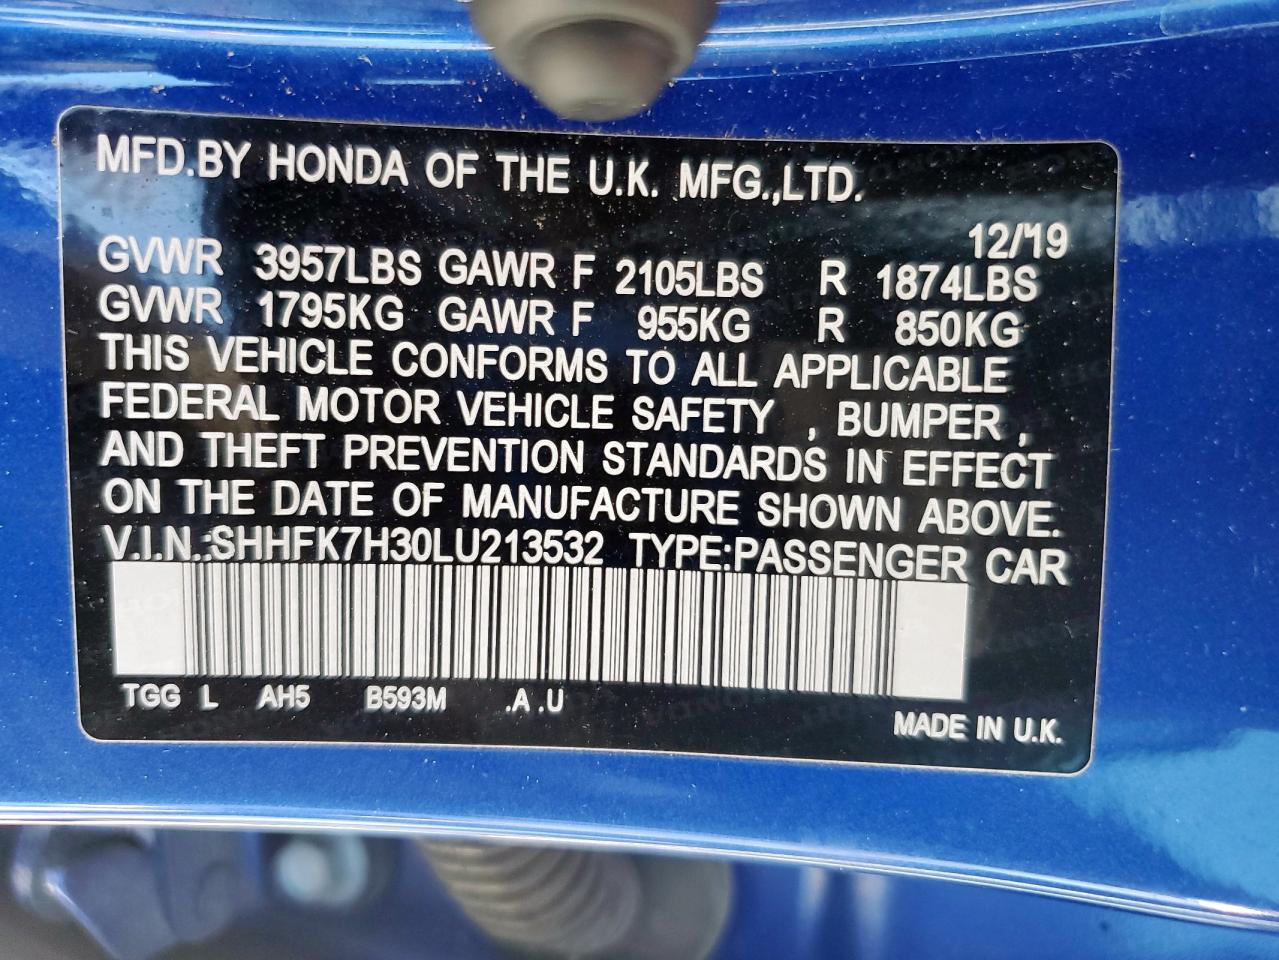 MFD.BY HONDA OF THE U.K. MFG.,LTD.
12/'19
GVWR 3957LBS GAWR F 2105LBS R 1874LBS
GVWR 1795KG GAWR F 955KG R 850KG
THIS VEHICLE CONFORMS TO ALL APPLICABLE
FEDERAL MOTOR VEHICLE SAFETY , BUMPER ,
AND THEFT PREVENTION STANDARDS IN EFFECT
ON THE DATE OF MANUFACTURE SHOWN ABOVE.
V.I.N.:SHHFK7H30LU213532 TYPE:PASSENGER CAR
TGG L AH5 B593M .A .U
MADE IN U.K.